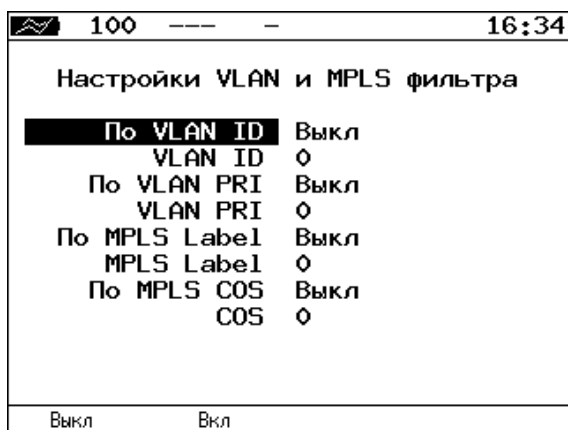 100 --- - 16:34
Настройки VLAN и MPLS фильтра
По VLAN ID Выкл
VLAN ID 0
По VLAN PRI Выкл
VLAN PRI 0
По MPLS Label Выкл
MPLS Label 0
По MPLS COS Выкл
COS 0
Выкл Вкл